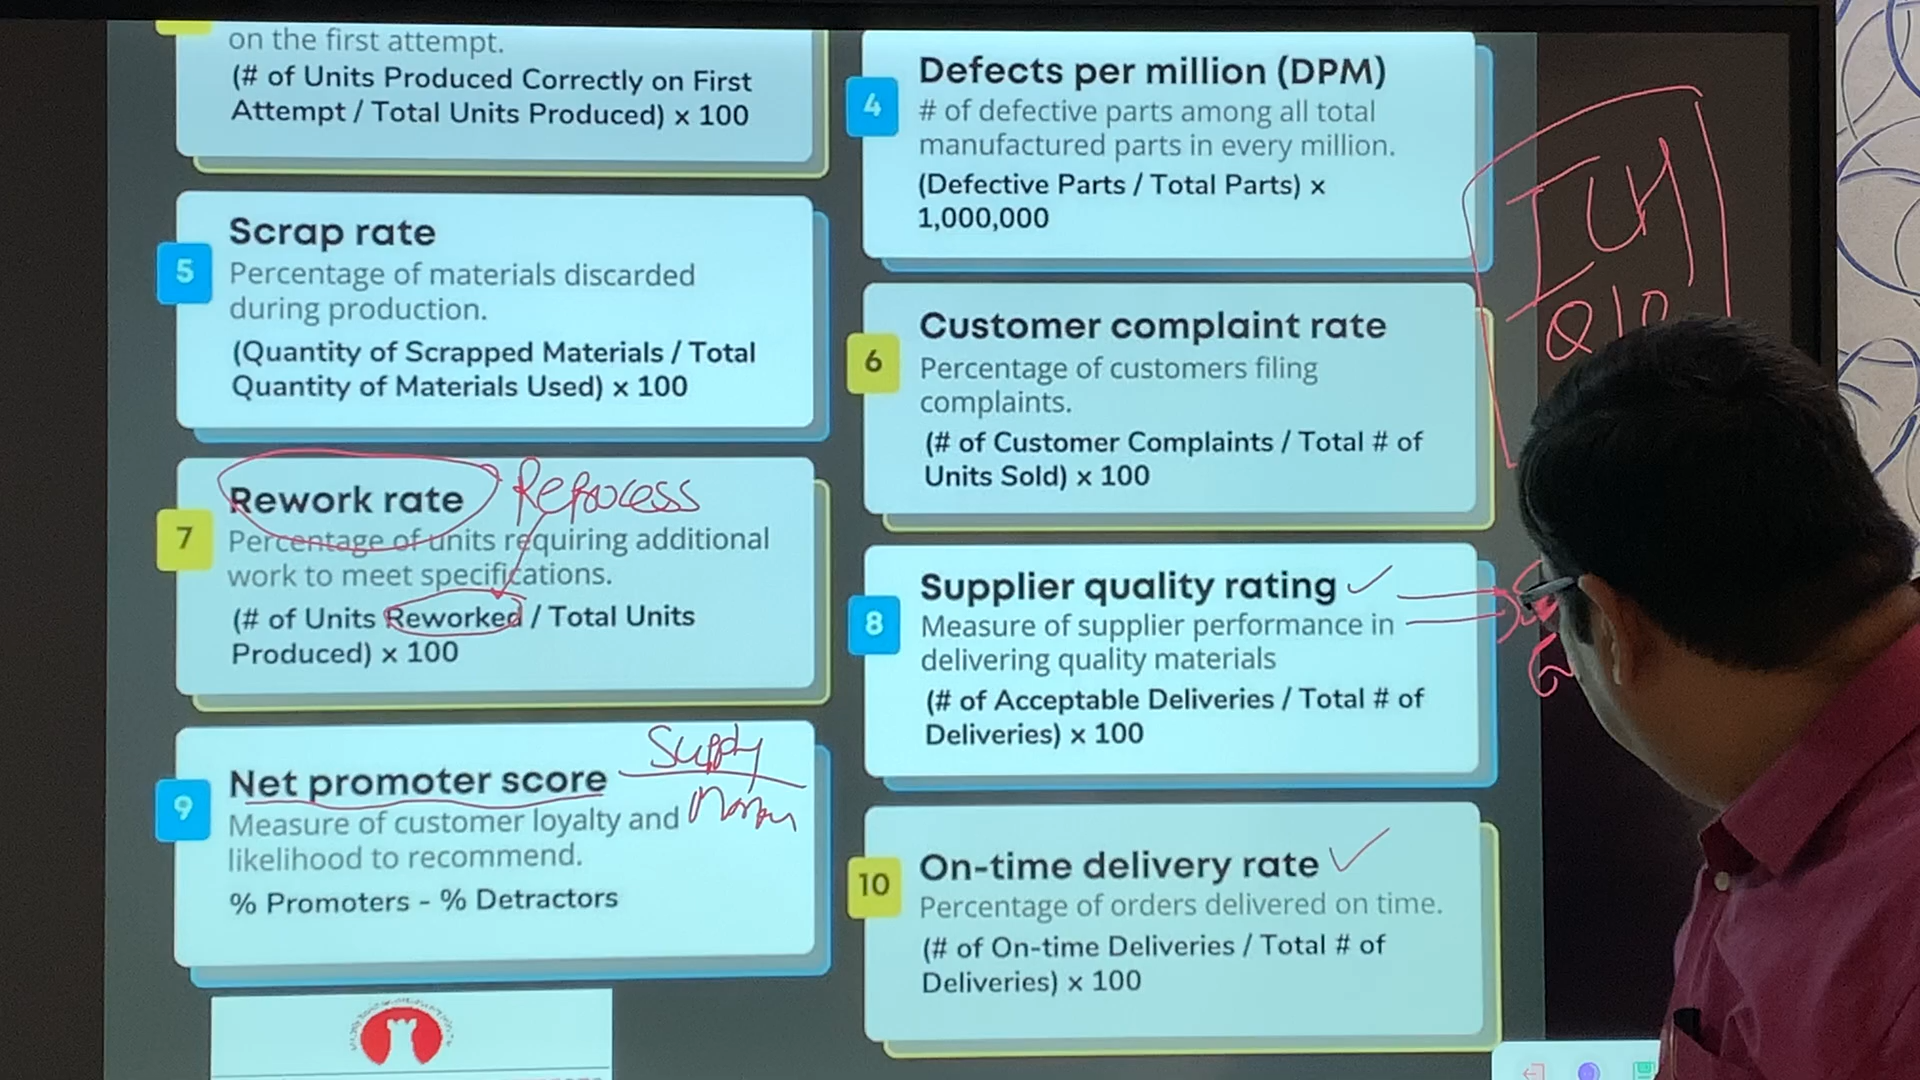 on the first attempt.
(# of Units Produced Correctly on First
Attempt / Total Units Produced) x 100
4
Defects per million (DPM)
# of defective parts among all total
manufactured parts in every million.
(Defective Parts / Total Parts) x
1,000,000
5
Scrap rate
Percentage of materials discarded
during production.
(Quantity of Scrapped Materials / Total
Quantity of Materials Used) x 100
6
Customer complaint rate
Percentage of customers filing
complaints.
(# of Customer Complaints / Total # of
Units Sold) x 100
7
Rework rate Reprocess
Percentage of units requiring additional
work to meet specifications.
(# of Units Reworked / Total Units
Produced) x 100
8
Supplier quality rating
Measure of supplier performance in
delivering quality materials
(# of Acceptable Deliveries / Total # of
Deliveries) x 100
9
Net promoter score Supply
Measure of customer loyalty and
likelihood to recommend.
% Promoters - % Detractors
10
On-time delivery rate
Percentage of orders delivered on time.
(# of On-time Deliveries / Total # of
Deliveries) x 100
ICH
Q10